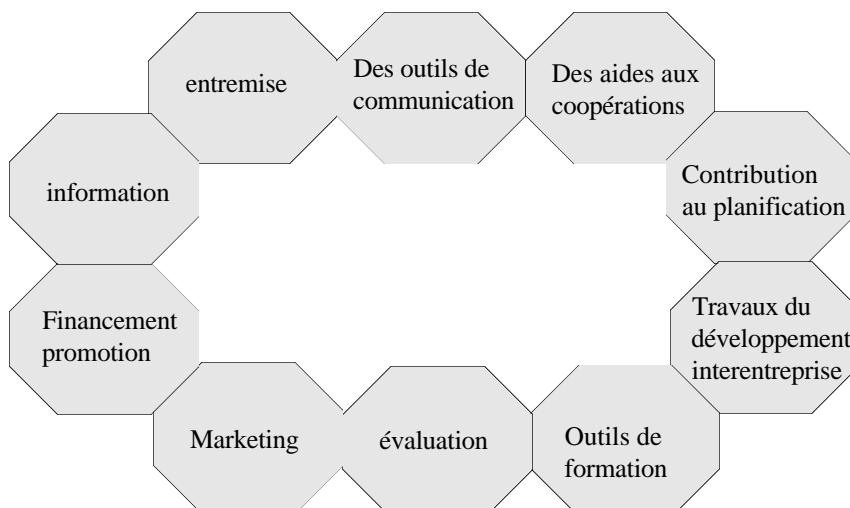 entremise
Des outils de
communication
Des aides aux
coopérations
information
Contribution
au planification
Financement
promotion
Travaux du
développement
interentreprise
Marketing
évaluation
Outils de
formation